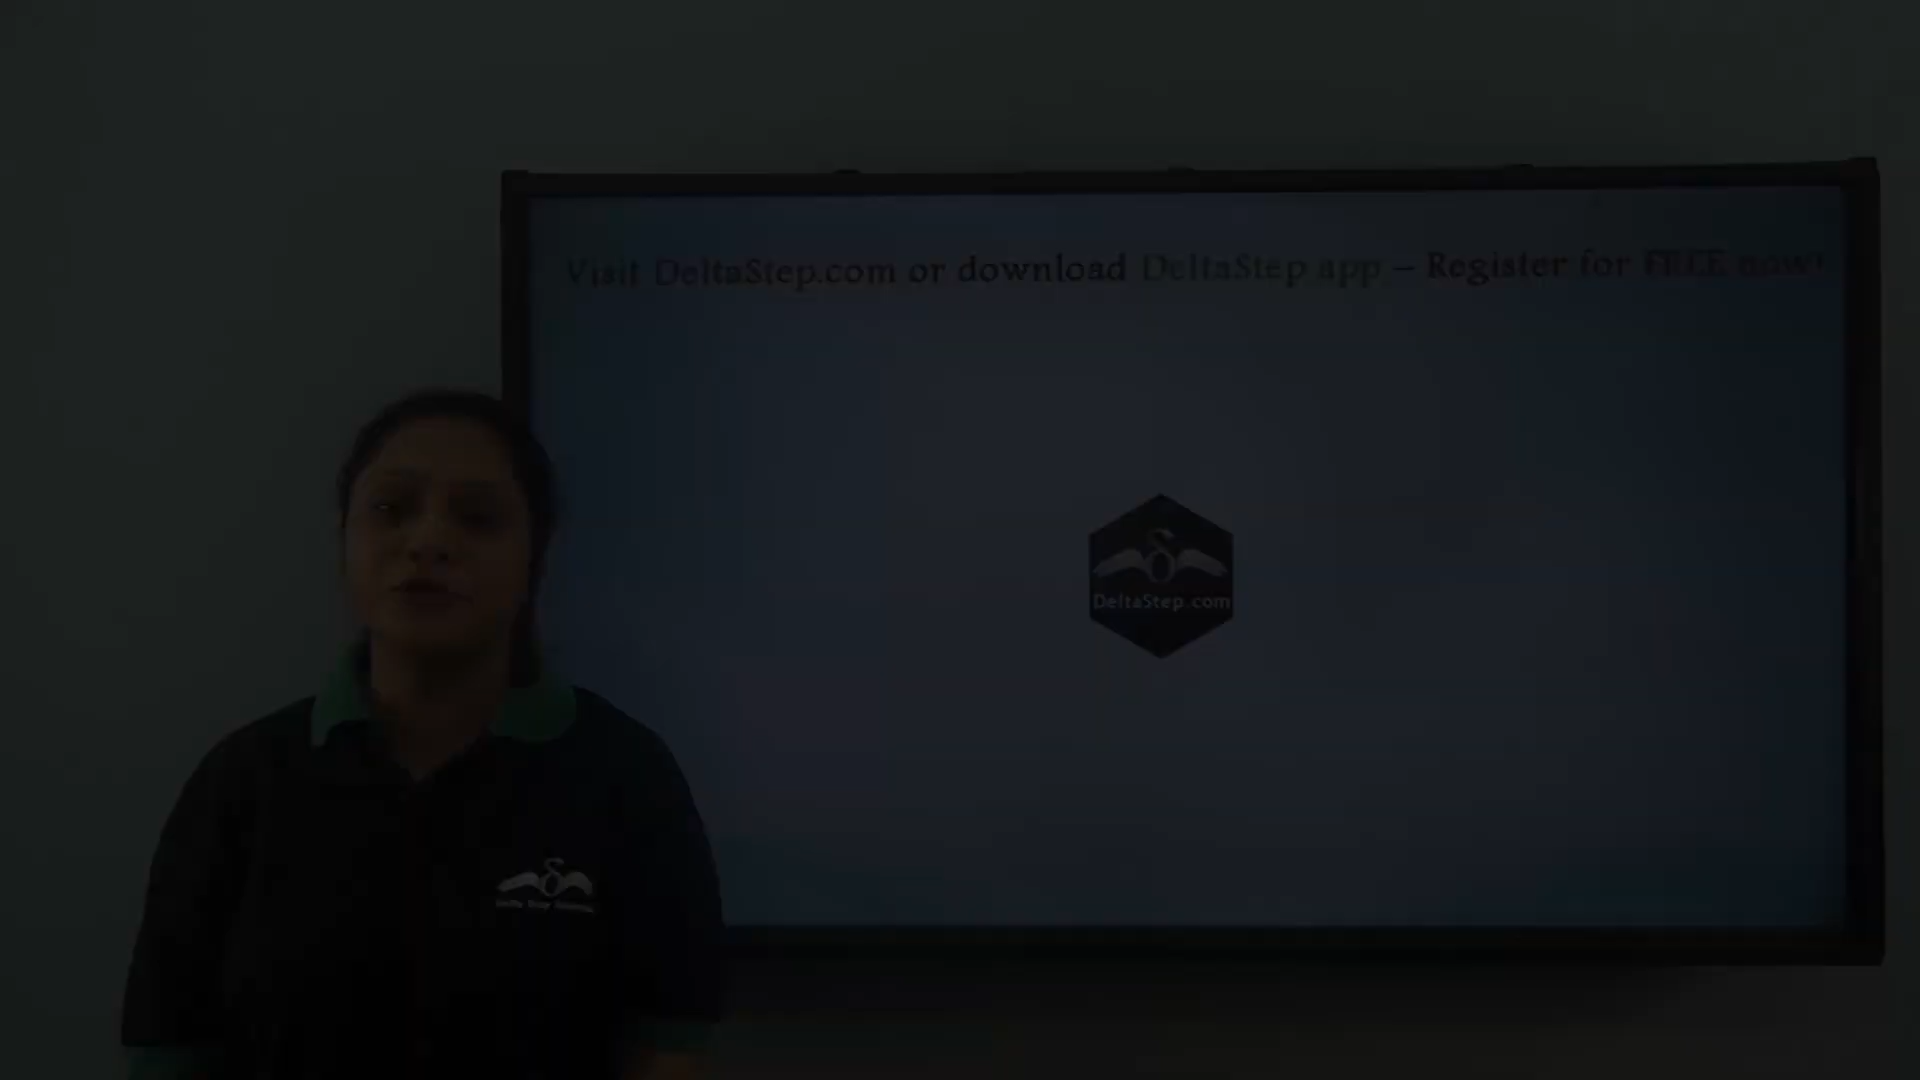 Visit DeltaStep.com or download DeltaStep app – Register for FREE now!
DeltaStep.com